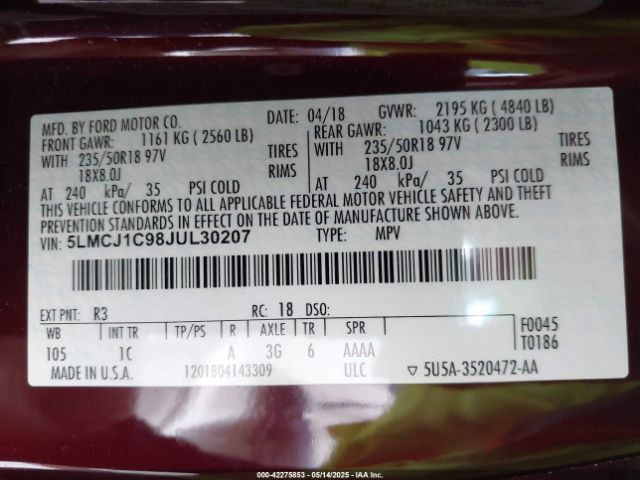 MFD. BY FORD MOTOR CO.
DATE: 04/18 GVWR: 2195 KG ( 4840 LB)
FRONT GAWR: 1161 KG ( 2560 LB) REAR GAWR: 1043 KG ( 2300 LB)
WITH 235/50R18 97V TIRES WITH 235/50R18 97V TIRES
18X8.0J RIMS 18X8.0J RIMS
AT 240 kPa/ 35 PSI COLD AT 240 kPa/ 35 PSI COLD
THIS VEHICLE CONFORMS TO ALL APPLICABLE FEDERAL MOTOR VEHICLE SAFETY AND THEFT
PREVENTION STANDARDS IN EFFECT ON THE DATE OF MANUFACTURE SHOWN ABOVE.
VIN: 5LMCJ1C98JUL30207 TYPE: MPV
EXT PNT: R3 RC: 18 DSO:
WB INT TR TP/PS R AXLE TR SPR F0045
105 1C A 3G 6 AAAA T0186
MADE IN U.S.A. 1201804143309 ULC ▽ 5U5A-3520472-AA
000-42275853 | 05/14/2025 - IAA Inc.